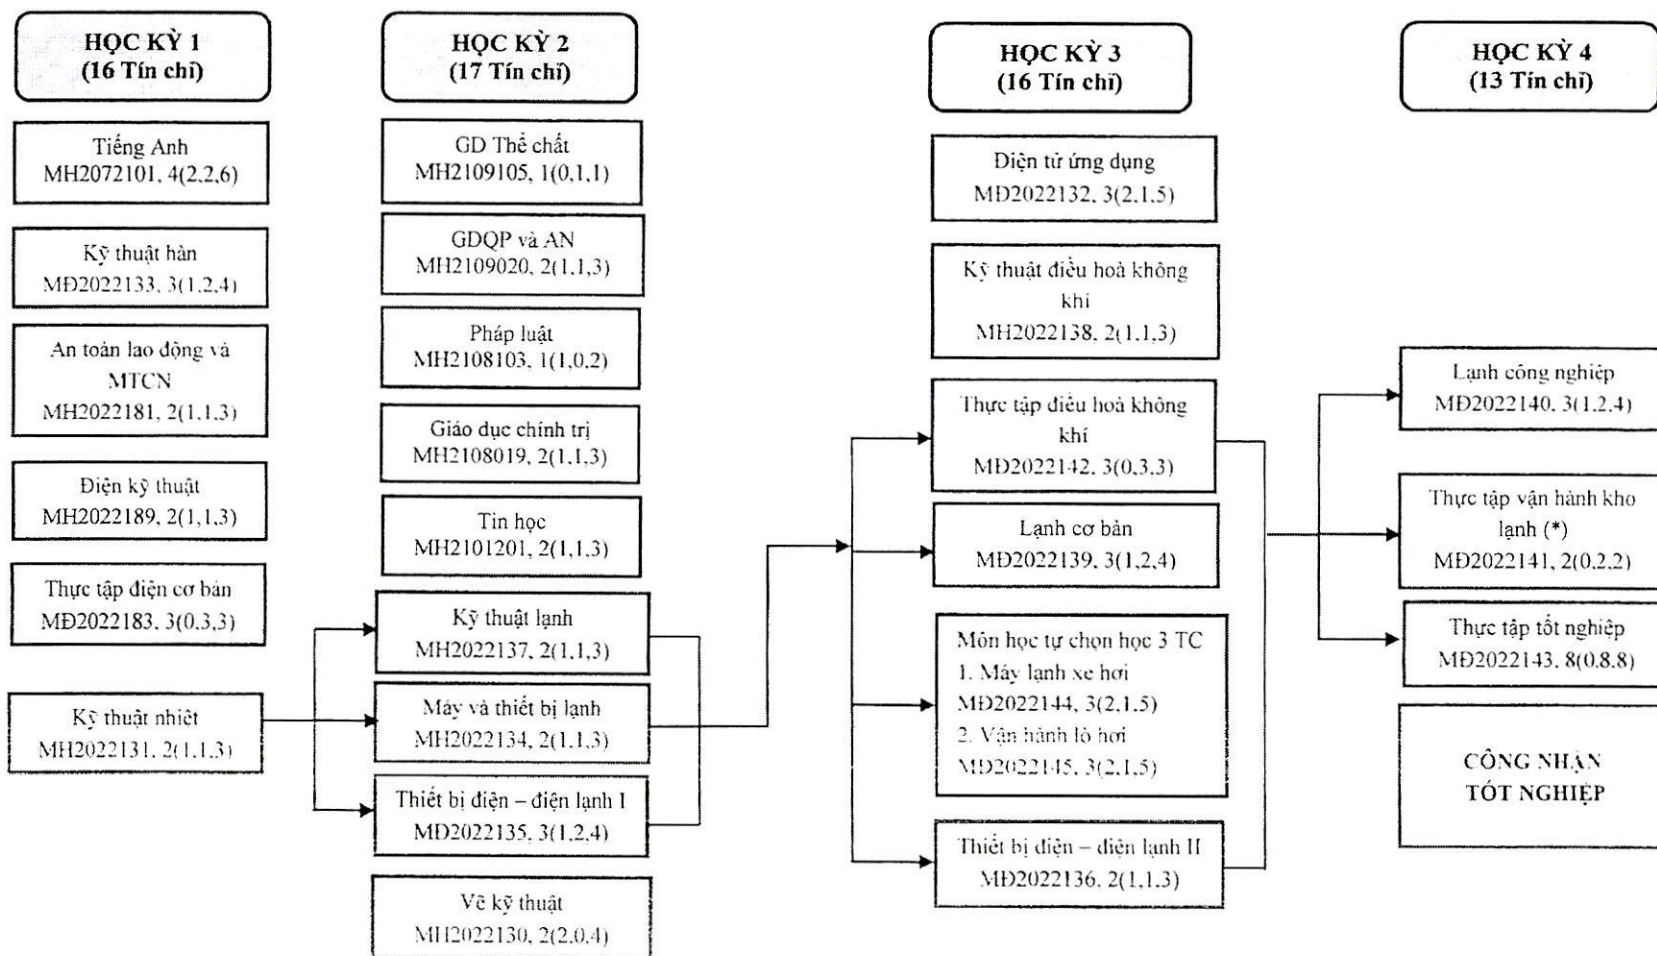 HỌC KỲ 1
(16 Tín chỉ)
Tiếng Anh
MH2072101, 4(2,2,6)
Kỹ thuật hàn
MĐ2022133, 3(1,2,4)
An toàn lao động và
MTCN
MH2022181, 2(1,1,3)
Điện kỹ thuật
MH2022189, 2(1,1,3)
Thực tập điện cơ bản
MĐ2022183, 3(0,3,3)
Kỹ thuật nhiệt
MH2022131, 2(1,1,3)
HỌC KỲ 2
(17 Tín chỉ)
GD Thể chất
MH2109105, 1(0,1,1)
GDQP và AN
MH2109020, 2(1,1,3)
Pháp luật
MH2108103, 1(1,0,2)
Giáo dục chính trị
MH2108019, 2(1,1,3)
Tin học
MH2101201, 2(1,1,3)
Kỹ thuật lạnh
MH2022137, 2(1,1,3)
Máy và thiết bị lạnh
MH2022134, 2(1,1,3)
Thiết bị điện – điện lạnh I
MĐ2022135, 3(1,2,4)
Vẽ kỹ thuật
MH2022130, 2(2,0,4)
HỌC KỲ 3
(16 Tín chỉ)
Điện tử ứng dụng
MĐ2022132, 3(2,1,5)
Kỹ thuật điều hoà không
khí
MH2022138, 2(1,1,3)
Thực tập điều hoà không
khí
MĐ2022142, 3(0,3,3)
Lạnh cơ bản
MĐ2022139, 3(1,2,4)
Môn học tự chọn học 3 TC
1. Máy lạnh xe hơi
MĐ2022144, 3(2,1,5)
2. Vận hành lò hơi
MĐ2022145, 3(2,1,5)
Thiết bị điện – điện lạnh II
MĐ2022136, 2(1,1,3)
HỌC KỲ 4
(13 Tín chỉ)
Lạnh công nghiệp
MĐ2022140, 3(1,2,4)
Thực tập vận hành kho
lạnh (*)
MĐ2022141, 2(0,2,2)
Thực tập tốt nghiệp
MĐ2022143, 8(0,8,8)
CÔNG NHẬN
TỐT NGHIỆP